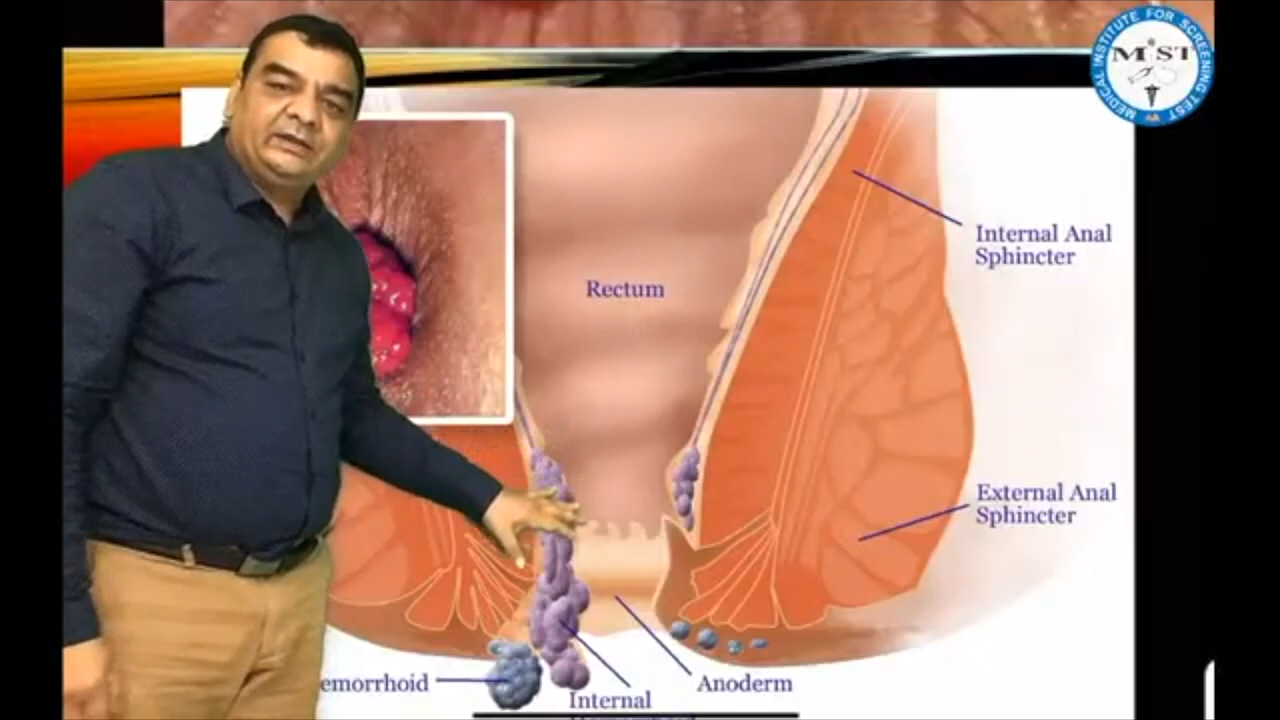 MEDICAL INSTITUTE FOR SCREENING TEST
MiST
Internal Anal
Sphincter
Rectum
External Anal
Sphincter
emorrhoid
Internal
Anoderm